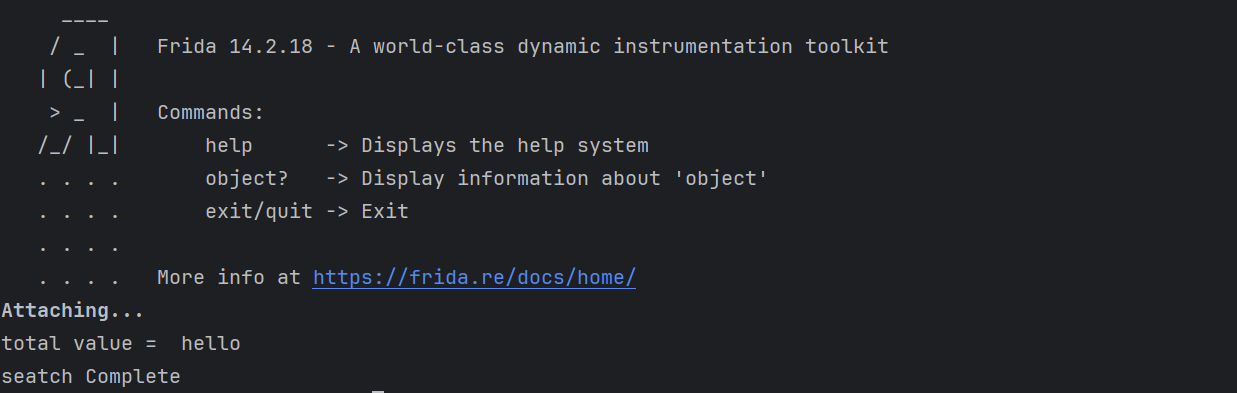 ____
    / _  |   Frida 14.2.18 - A world-class dynamic instrumentation toolkit
   | (_| |
    > _  |   Commands:
   /_/ |_|       help      -> Displays the help system
   . . . .       object?   -> Display information about 'object'
   . . . .       exit/quit -> Exit
   . . . .
   . . . .   More info at https://frida.re/docs/home/
Attaching...
total value =  hello
seatch Complete